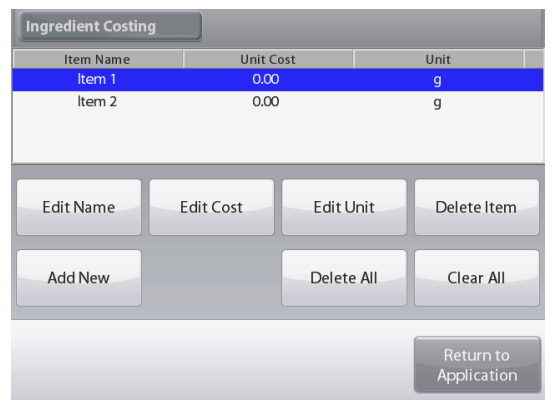 Ingredient Costing
Item Name Unit Cost Unit
Item 1 0.00 g
Item 2 0.00 g
Edit Name Edit Cost Edit Unit Delete Item
Add New Delete All Clear All
Return to
Application